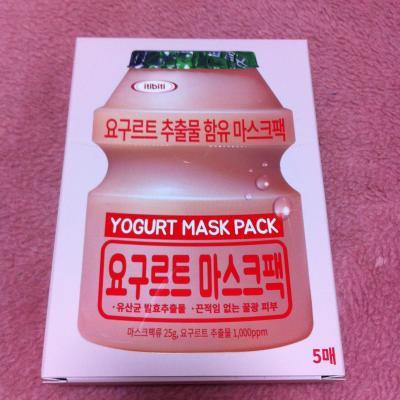 itibiti
요구르트 추출물 함유 마스크팩
YOGURT MASK PACK
요구르트 마스크팩
·유산균 발효추출물 ·끈적임 없는 꿀광 피부
마스크팩류 25g, 요구르트 추출물 1,000ppm
5매